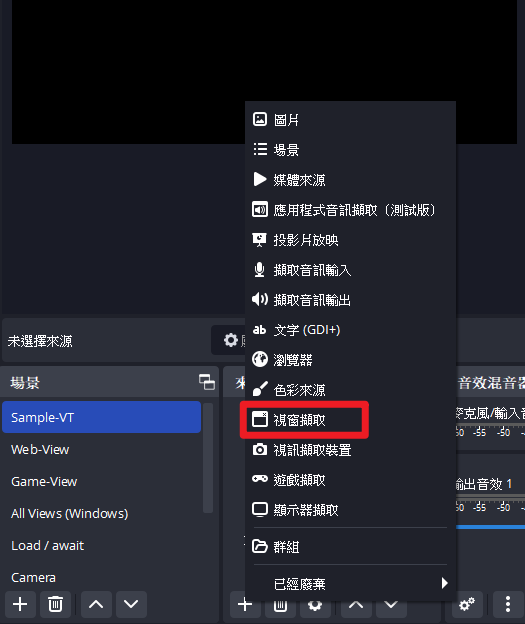 圖片
場景
媒體來源
應用程式音訊擷取（測試版）
投影片放映
擷取音訊輸入
擷取音訊輸出
ab 文字 (GDI+)
瀏覽器
色彩來源
視窗擷取
視訊擷取裝置
遊戲擷取
顯示器擷取
群組
已經廢棄
未選擇來源
場景
Sample-VT
Web-View
Game-View
All Views (Windows)
Load / await
Camera
音效混音器
麥克風/輸入音
-55 -50
輸出音效 1
-55 -50